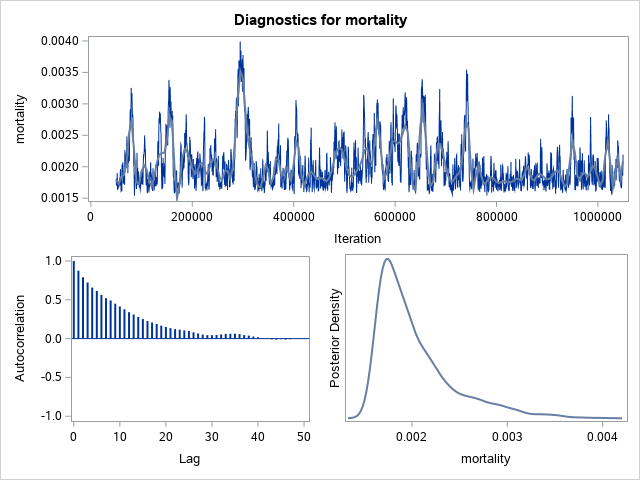 Diagnostics for mortality
mortality
0.0040
0.0035
0.0030
0.0025
0.0020
0.0015
0 200000 400000 600000 800000 1000000
Iteration
Autocorrelation
1.0
0.5
0.0
-0.5
-1.0
0 10 20 30 40 50
Lag
Posterior Density
0.002 0.003 0.004
mortality